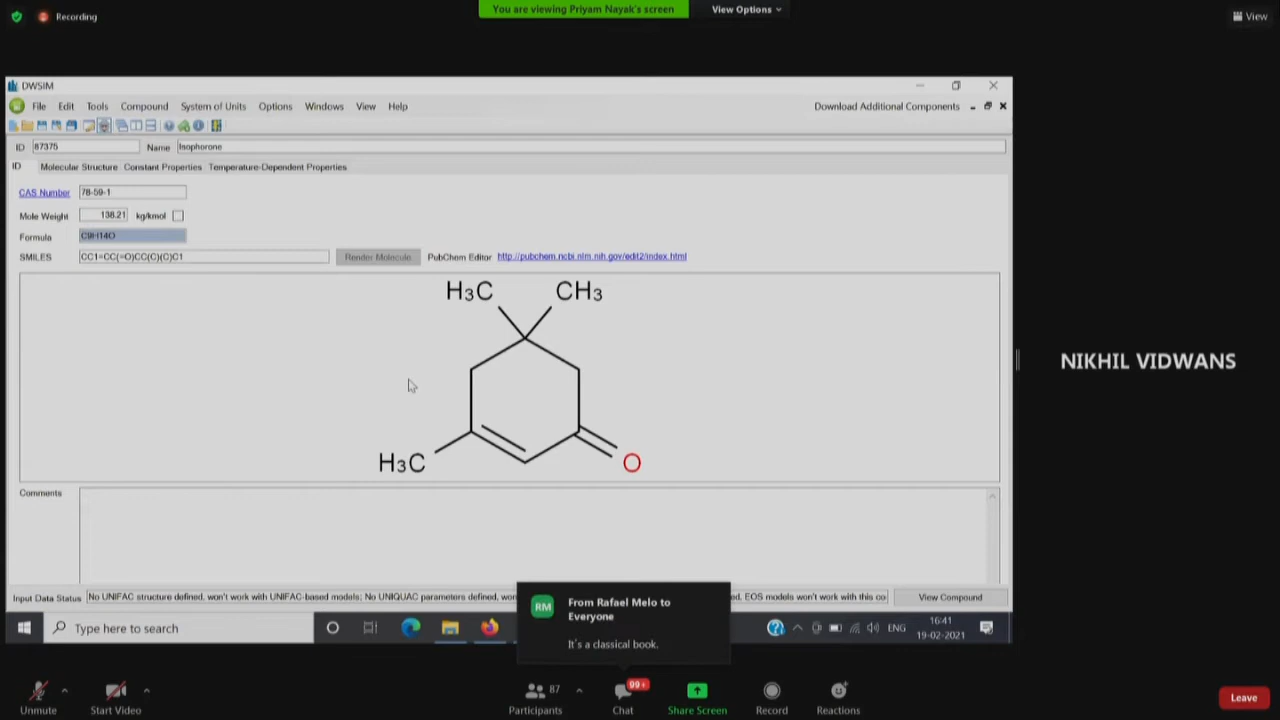 Recording
You are viewing Priyam Nayak's screen
View Options
View
DWSIM
File Edit Tools Compound System of Units Options Windows View Help
Download Additional Components
ID 87375 Name Isophorone
ID Molecular Structure Constant Properties Temperature-Dependent Properties
CAS Number 78-59-1
Mole Weight 138.21 kg/kmol
Formula C9H14O
SMILES CC1=CC(=O)CC(C)(C)C1 Render Molecule PubChem Editor http://pubchem.ncbi.nlm.nih.gov/edit2/index.html
H3C CH3
H3C O
NIKHIL VIDWANS
Comments
Input Data Status No UNIFAC structure defined, won't work with UNIFAC-based models; No UNIQUAC parameters defined, wo
ed. EOS models won't work with this co
View Compound
RM From Rafael Melo to
Everyone
It's a classical book.
Type here to search
ENG
16:41
19-02-2021
Unmute
Start Video
87
Participants
99+
Chat
Share Screen
Record
Reactions
Leave